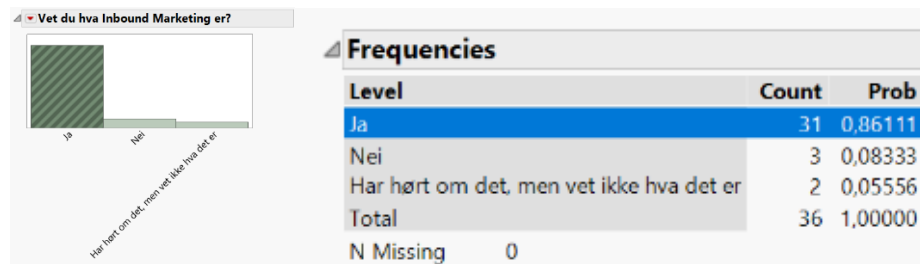 Vet du hva Inbound Marketing er?
Ja
Nei
Har hørt om det, men vet ikke hva det er
Frequencies
Level Count Prob
Ja 31 0,86111
Nei 3 0,08333
Har hørt om det, men vet ikke hva det er 2 0,05556
Total 36 1,00000
N Missing 0